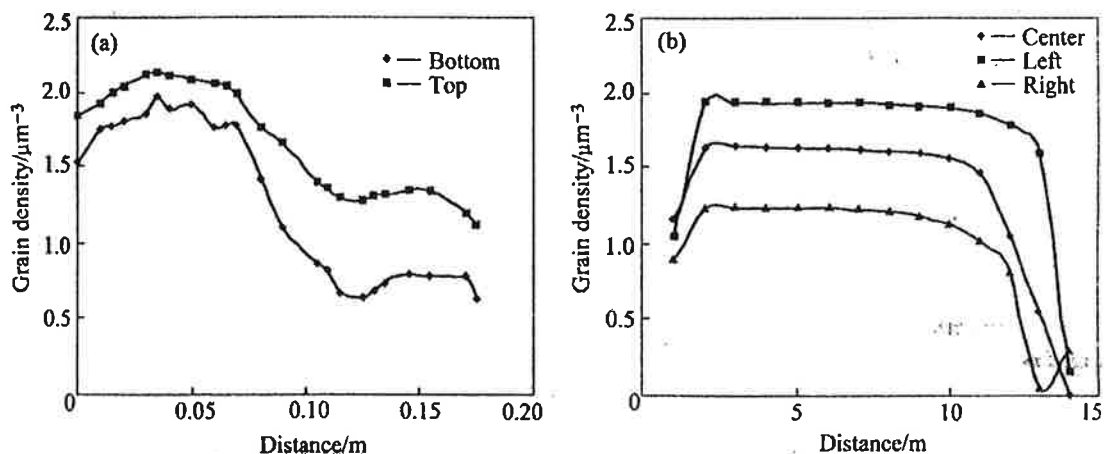 (a)
Bottom
Top
Grain density/μm⁻³
2.5
2.0
1.5
1.0
0.5
0
0.05
0.10
0.15
0.20
Distance/m
(b)
Center
Left
Right
Grain density/μm⁻³
2.5
2.0
1.5
1.0
0.5
0
5
10
15
Distance/m